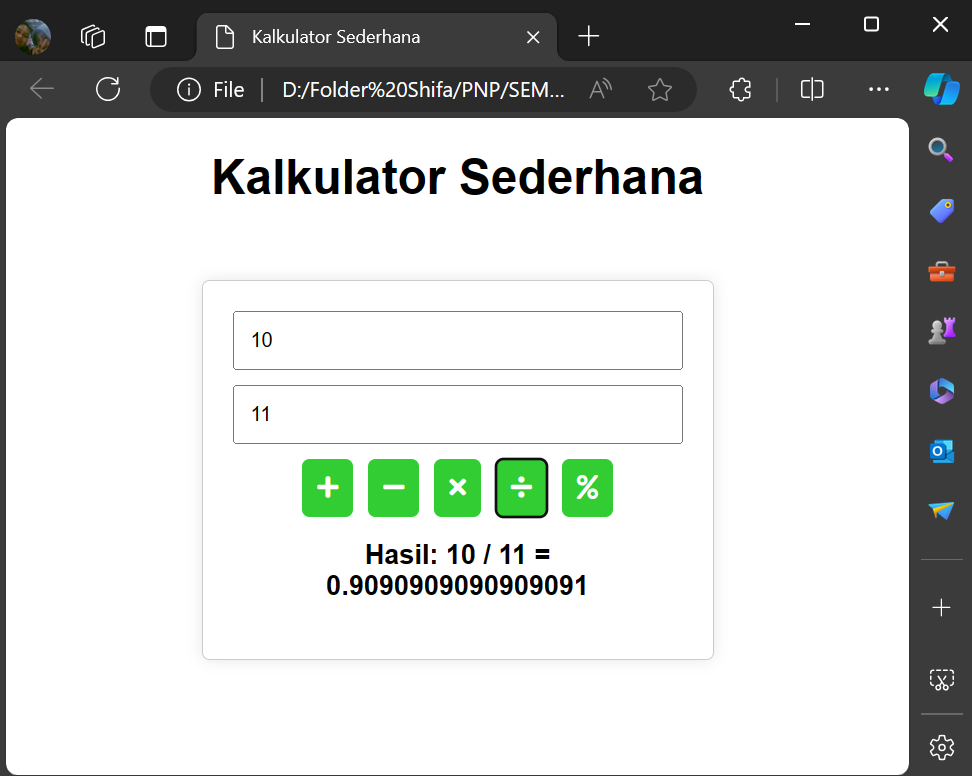 Kalkulator Sederhana
File
D:/Folder%20Shifa/PNP/SEM...
Kalkulator Sederhana
10
11
+ − × ÷ %
Hasil: 10 / 11 =
0.9090909090909091